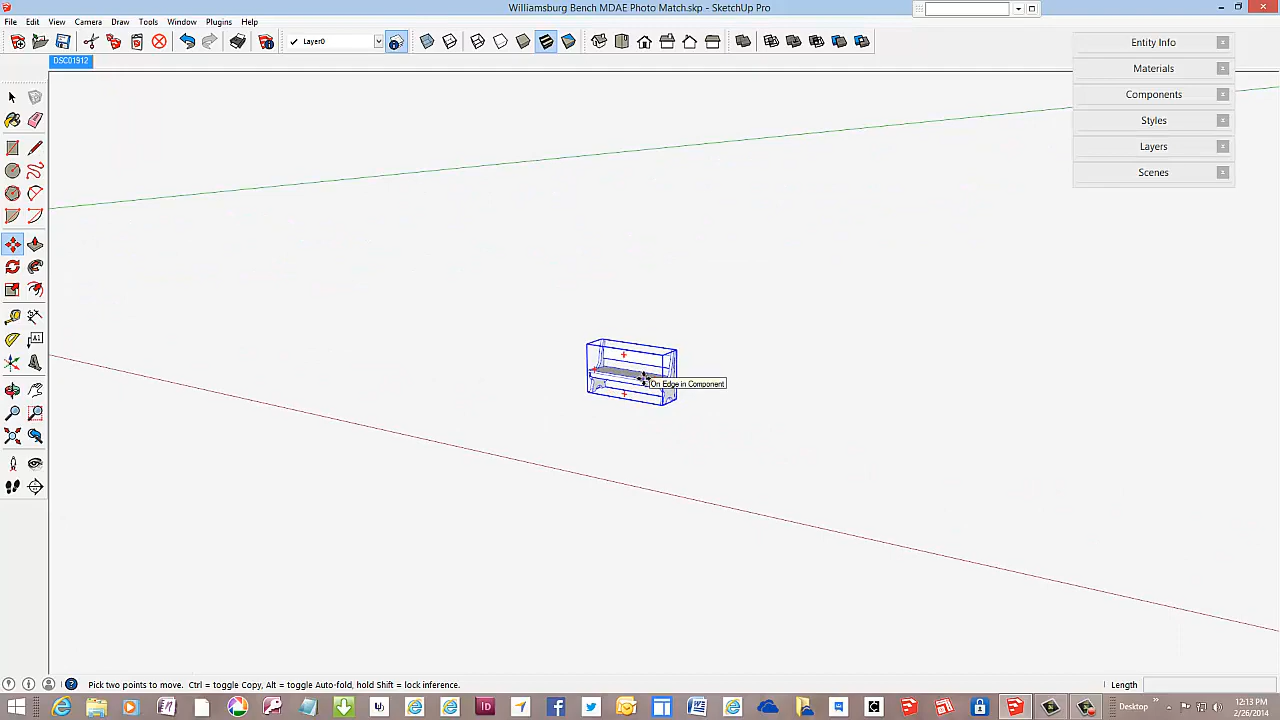 Williamsburg Bench MDAE Photo Match.skp - SketchUp Pro
File Edit View Camera Draw Tools Window Plugins Help
Layer0
DSC01912
Entity Info
Materials
Components
Styles
Layers
Scenes
On Edge in Component
Pick two points to move. Ctrl = toggle Copy, Alt = toggle Auto-fold, hold Shift = lock inference.
Length
Desktop
12:13 PM
2/26/2014